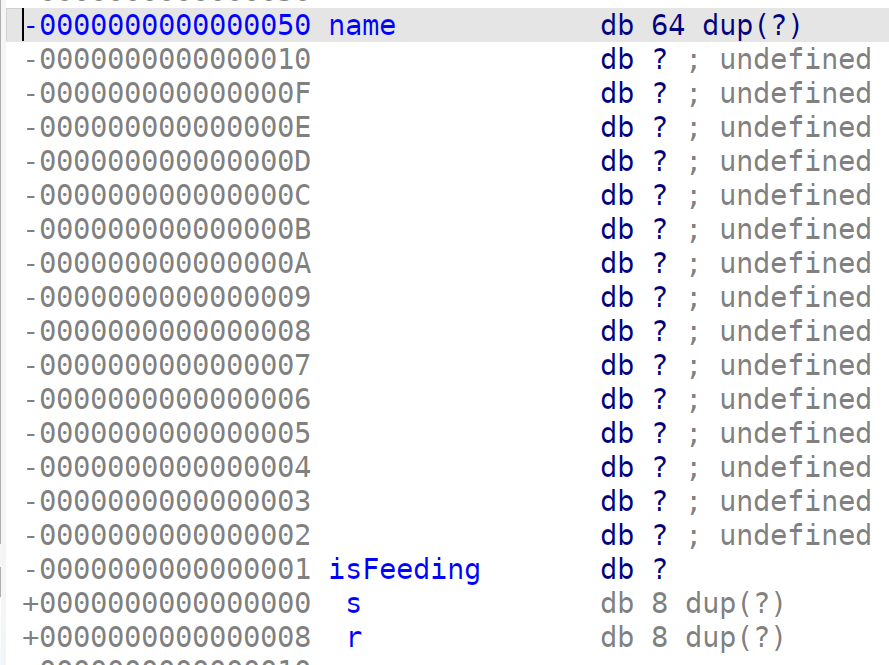 -0000000000000050 name db 64 dup(?)
-0000000000000010 db ? ; undefined
-000000000000000F db ? ; undefined
-000000000000000E db ? ; undefined
-000000000000000D db ? ; undefined
-000000000000000C db ? ; undefined
-000000000000000B db ? ; undefined
-000000000000000A db ? ; undefined
-0000000000000009 db ? ; undefined
-0000000000000008 db ? ; undefined
-0000000000000007 db ? ; undefined
-0000000000000006 db ? ; undefined
-0000000000000005 db ? ; undefined
-0000000000000004 db ? ; undefined
-0000000000000003 db ? ; undefined
-0000000000000002 db ? ; undefined
-0000000000000001 isFeeding db ?
+0000000000000000 s db 8 dup(?)
+0000000000000008 r db 8 dup(?)